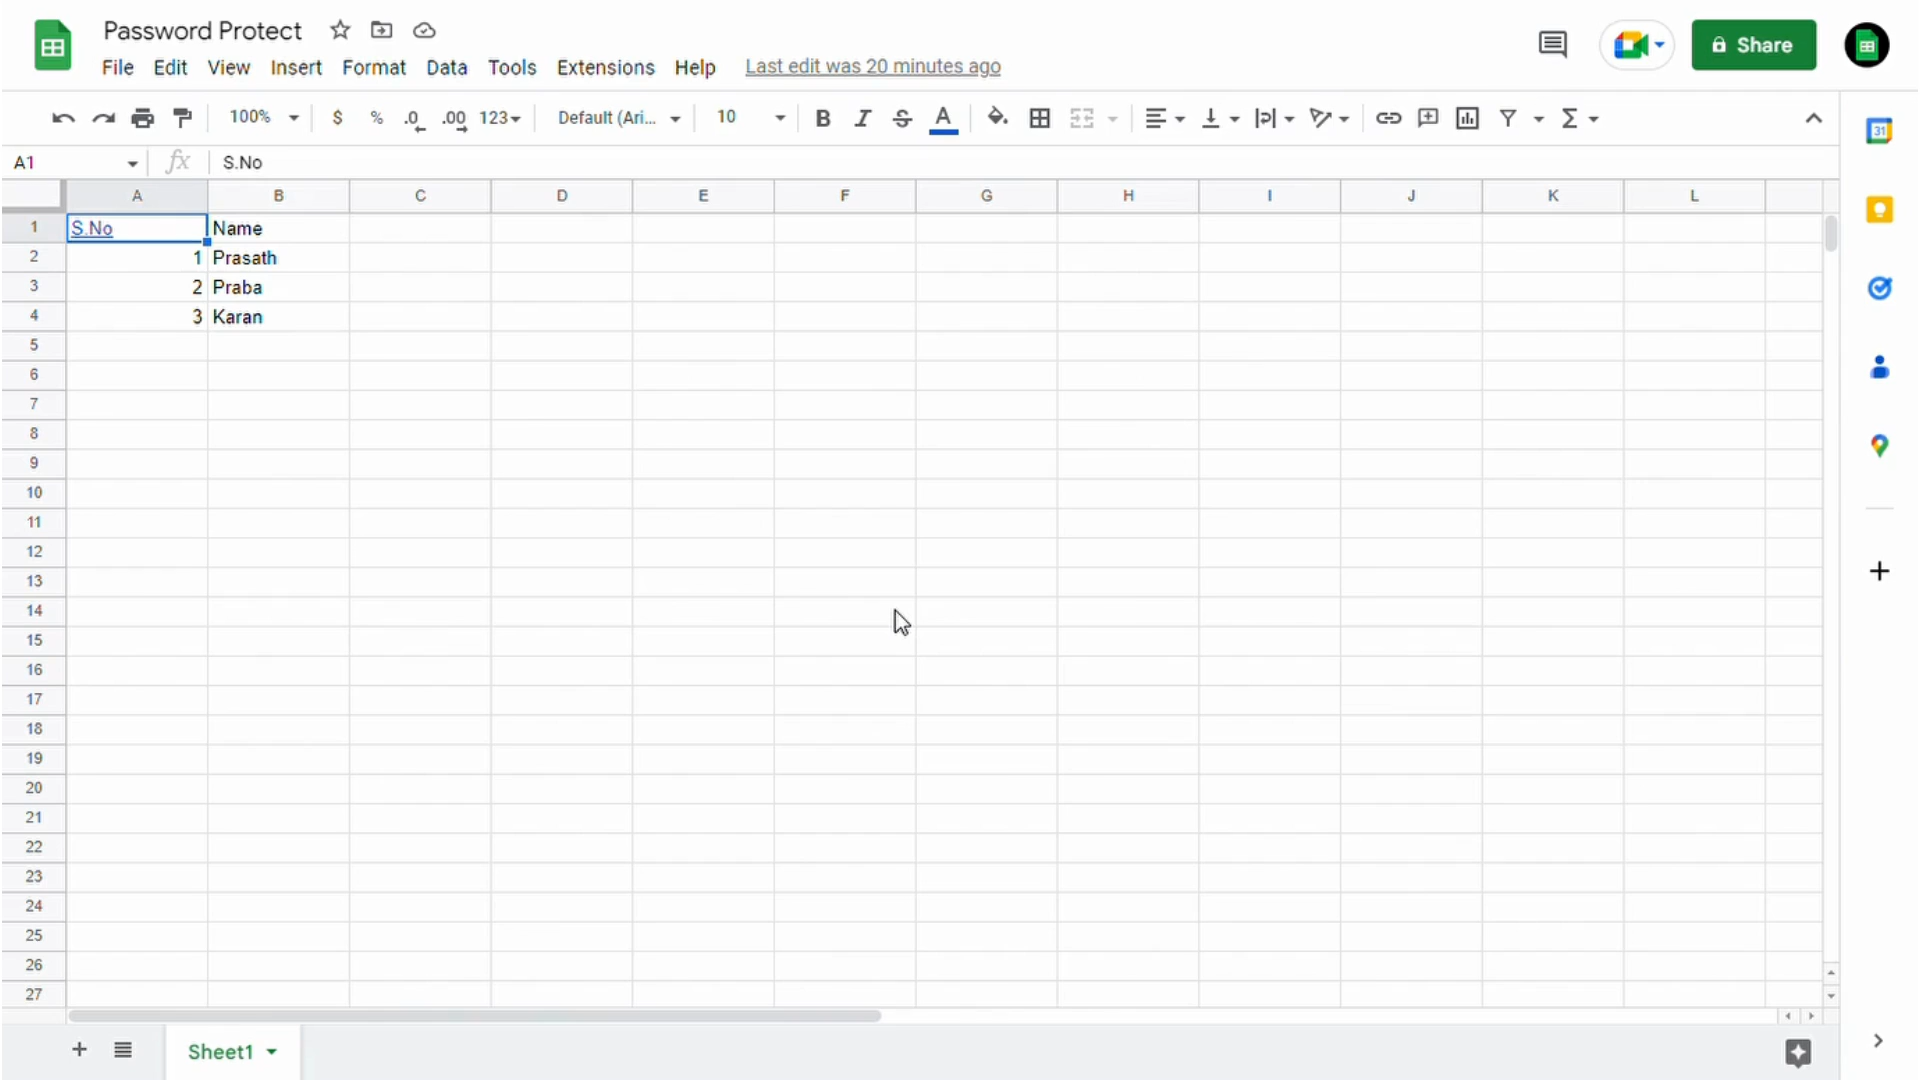 Password Protect
File Edit View Insert Format Data Tools Extensions Help Last edit was 20 minutes ago
Share
100% $ % .0 .00 123 Default (Ari... 10 B I S A
31
A1 fx S.No
A B C D E F G H I J K L
1 S.No Name
2 1 Prasath
3 2 Praba
4 3 Karan
5
6
7
8
9
10
11
12
13
14
15
16
17
18
19
20
21
22
23
24
25
26
27
Sheet1